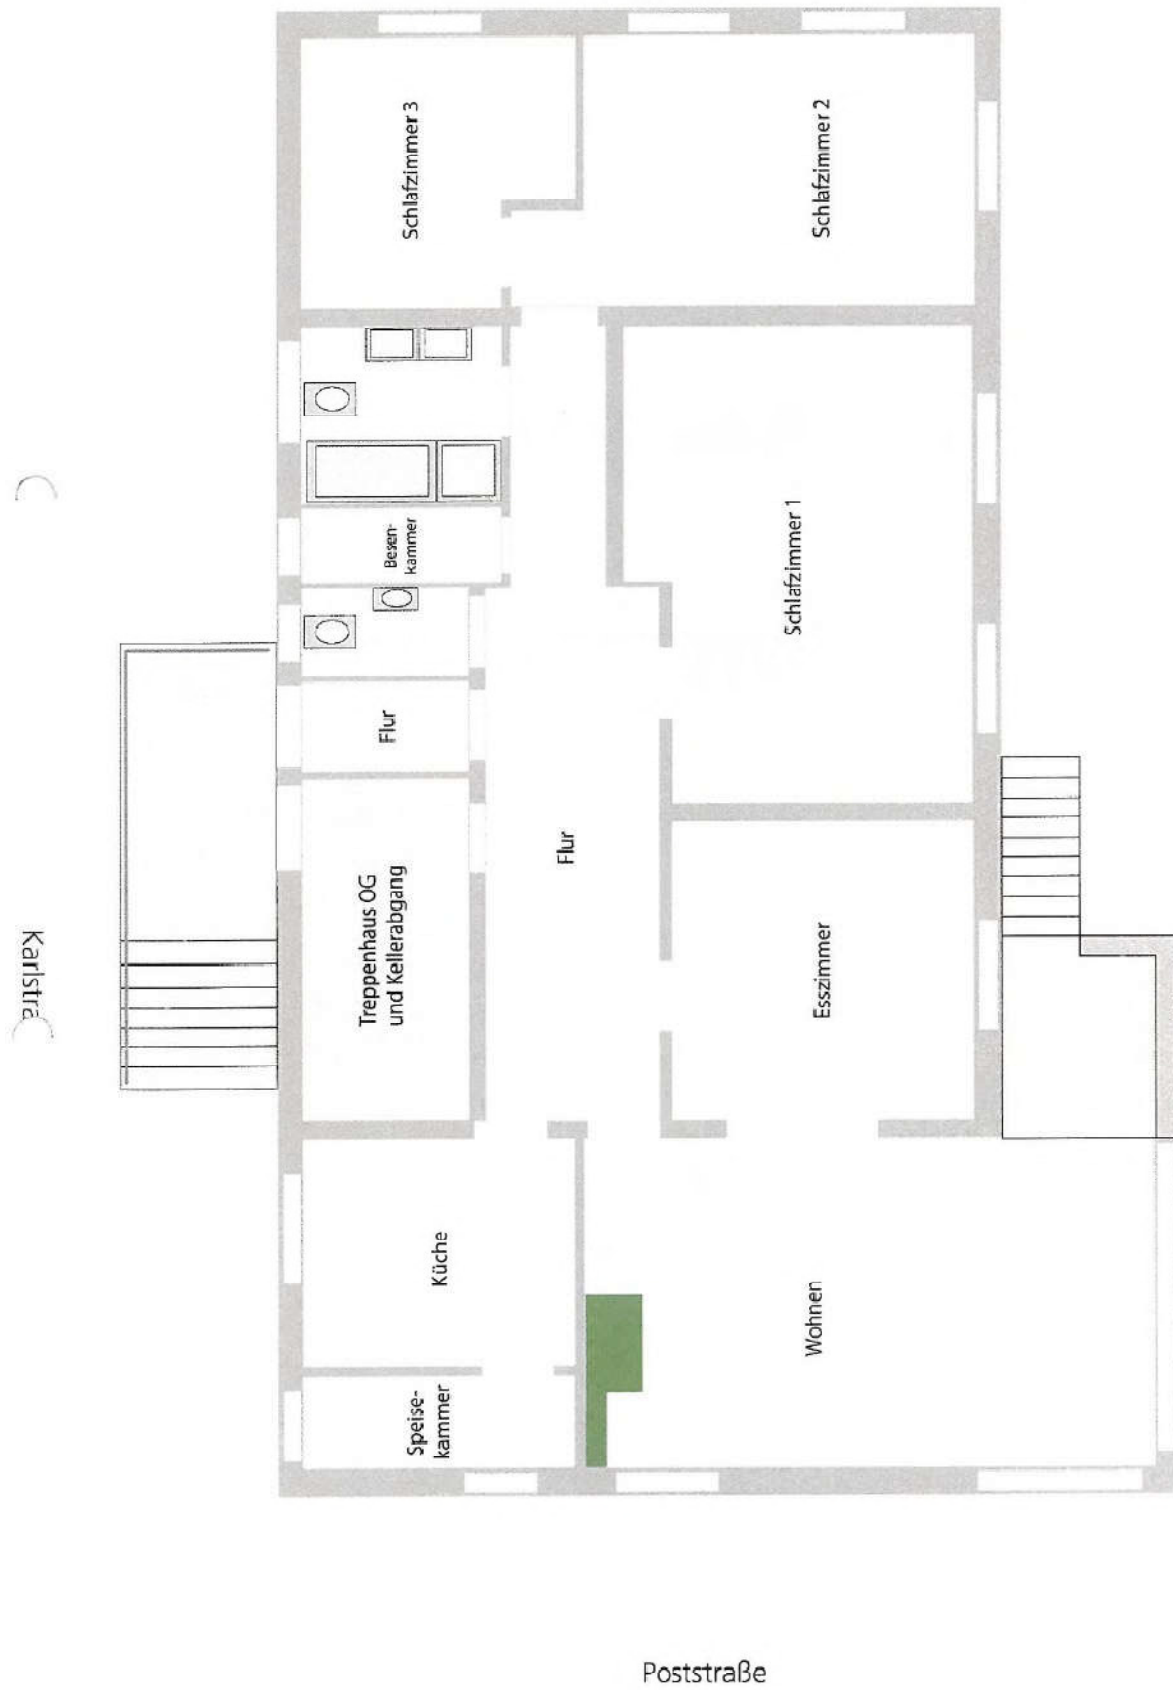 Schlafzimmer 3
Schlafzimmer 2
Besen-
kammer
Schlafzimmer 1
Flur
Flur
Treppenhaus OG
und Kellerabgang
Esszimmer
Küche
Wohnen
Speise-
kammer
Karlstra
Poststraße